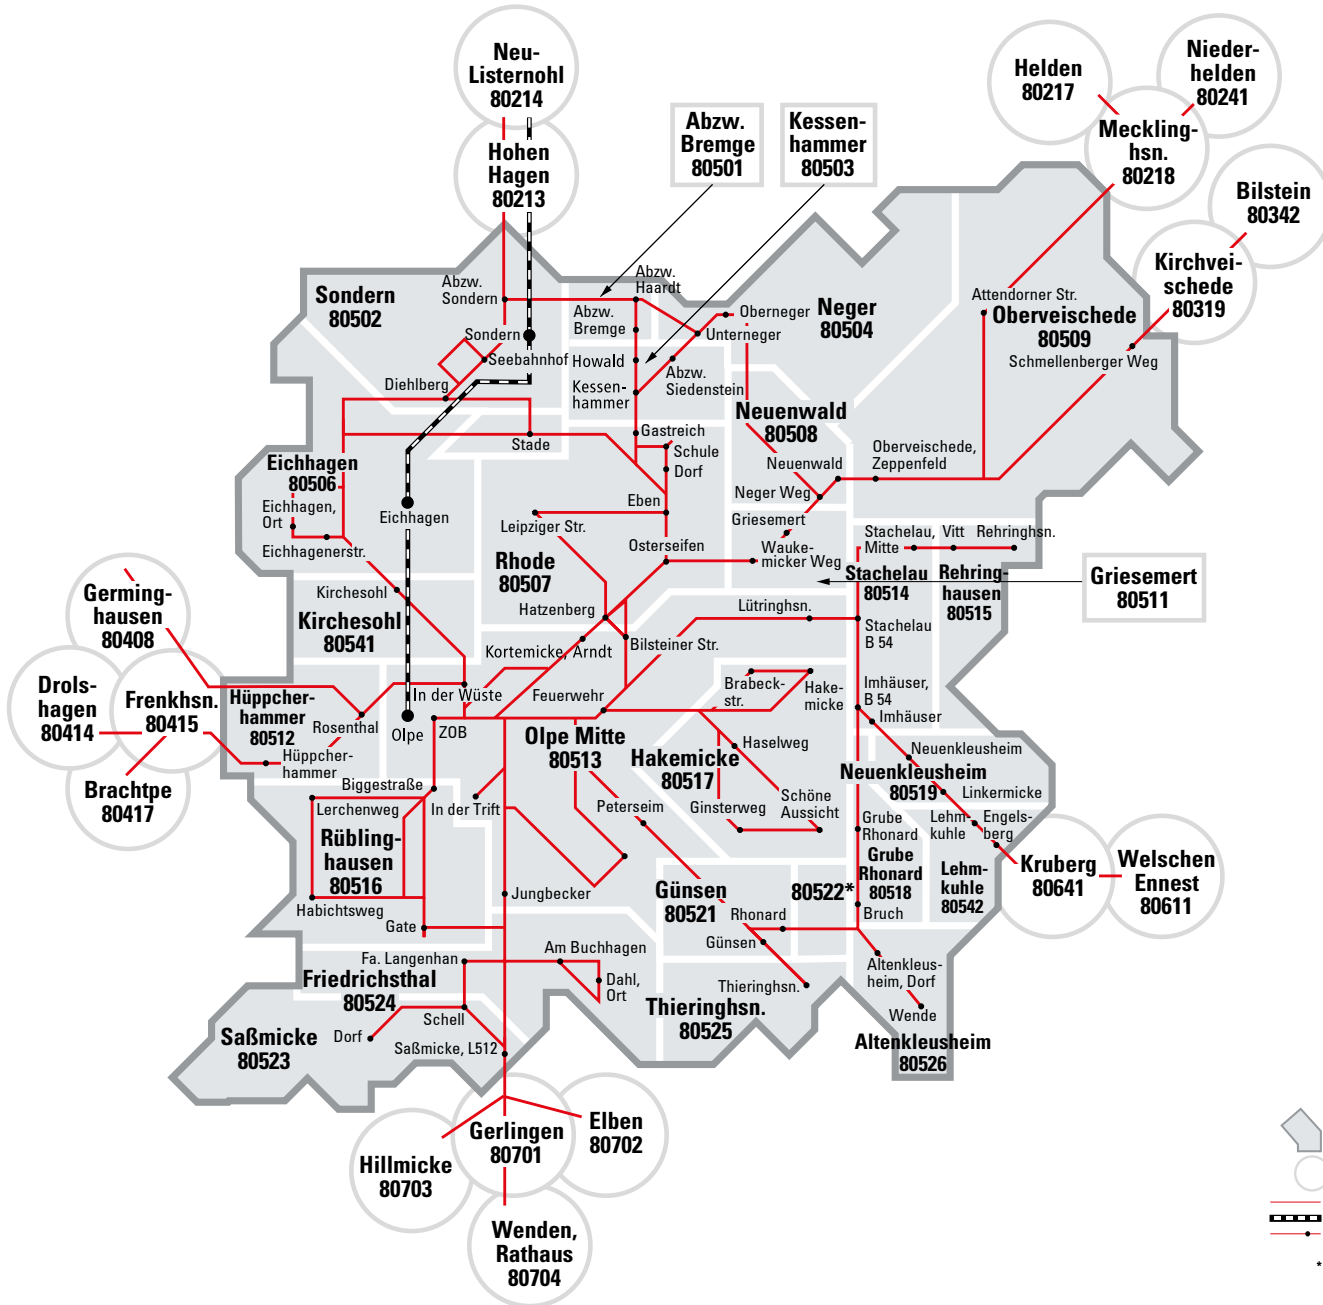 Neu-
Listernohl
80214
Hohen
Hagen
80213
Abzw.
Bremge
80501
Kessen-
hammer
80503
Helden
80217
Nieder-
helden
80241
Meckling-
hsn.
80218
Bilstein
80342
Kirchvei-
schede
80319
Sondern
80502
Abzw.
Sondern
Abzw.
Haardt
Abzw.
Bremge
Oberneger
Unterneger
Neger
80504
Attendorner Str.
Oberveischede
80509
Schmellenberger Weg
Sondern
Seebahnhof
Howald
Abzw.
Siedenstein
Kessen-
hammer
Diehlberg
Stade
Gastreich
Schule
Dorf
Neuenwald
80508
Neuenwald
Oberveischede,
Zeppenfeld
Neger Weg
Eichhagen
80506
Eichhagen,
Ort
Eichhagenerstr.
Eichhagen
Eben
Leipziger Str.
Griesemert
Osterseifen
Wauke-
micker Weg
Stachelau,
Mitte
Vitt
Rehringhsn.
Rhode
80507
Stachelau
80514
Rehring-
hausen
80515
Griesemert
80511
Kirchesohl
Kirchesohl
80541
Hatzenberg
Lütringhsn.
Stachelau
B 54
Kortemicke, Arndt
Bilsteiner Str.
Germing-
hausen
80408
Drols-
hagen
80414
Frenkhsn.
80415
Brachtpe
80417
Hüppcher-
hammer
80512
Rosenthal
Hüppcher-
hammer
In der Wüste
Olpe
ZOB
Feuerwehr
Brabeck-
str.
Hake-
micke
Imhäuser,
B 54
Imhäuser
Olpe Mitte
80513
Hakemicke
80517
Haselweg
Neuenkleusheim
Neuenkleusheim
80519
Linkermicke
Biggestraße
Lerchenweg
In der Trift
Peterseim
Ginsterweg
Schöne
Aussicht
Grube
Rhonard
Lehm-
kuhle
Engels-
berg
Rübling-
hausen
80516
Grube
Rhonard
80518
Lehm-
kuhle
80542
Kruberg
80641
Welschen
Ennest
80611
Günsen
80521
80522*
Habichtsweg
Jungbecker
Gate
Rhonard
Bruch
Günsen
Fa. Langenhan
Am Buchhagen
Friedrichsthal
80524
Dahl,
Ort
Thieringhsn.
Altenkleus-
heim, Dorf
Schell
Thieringhsn.
80525
Wende
Saßmicke
80523
Dorf
Saßmicke, L512
Altenkleusheim
80526
Elben
80702
Gerlingen
80701
Hillmicke
80703
Wenden,
Rathaus
80704
*